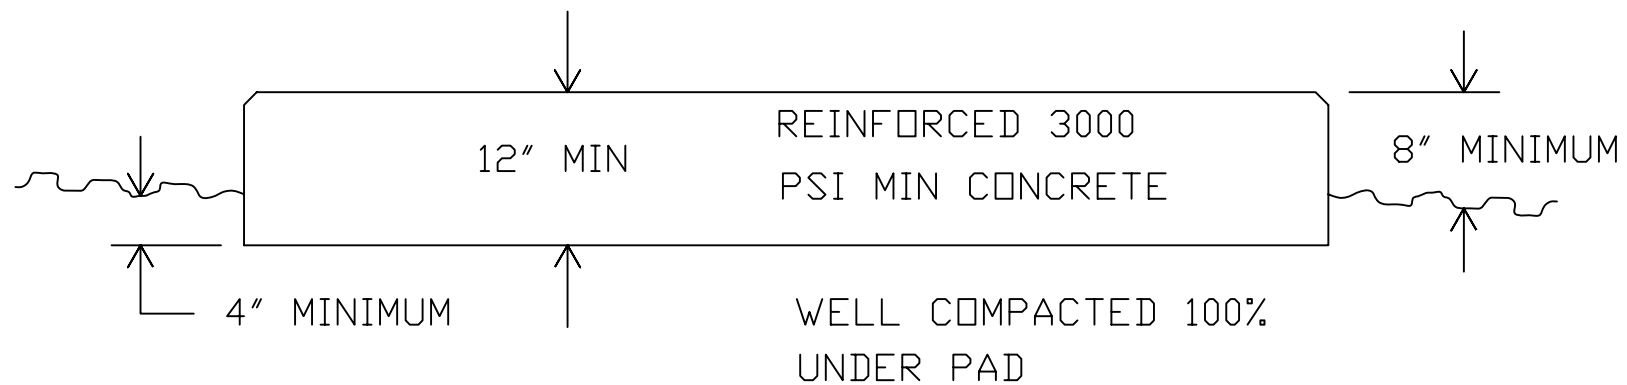 REINFORCED 3000
12" MIN
8" MINIMUM
PSI MIN CONCRETE
4" MINIMUM
WELL COMPACTED 100%
UNDER PAD